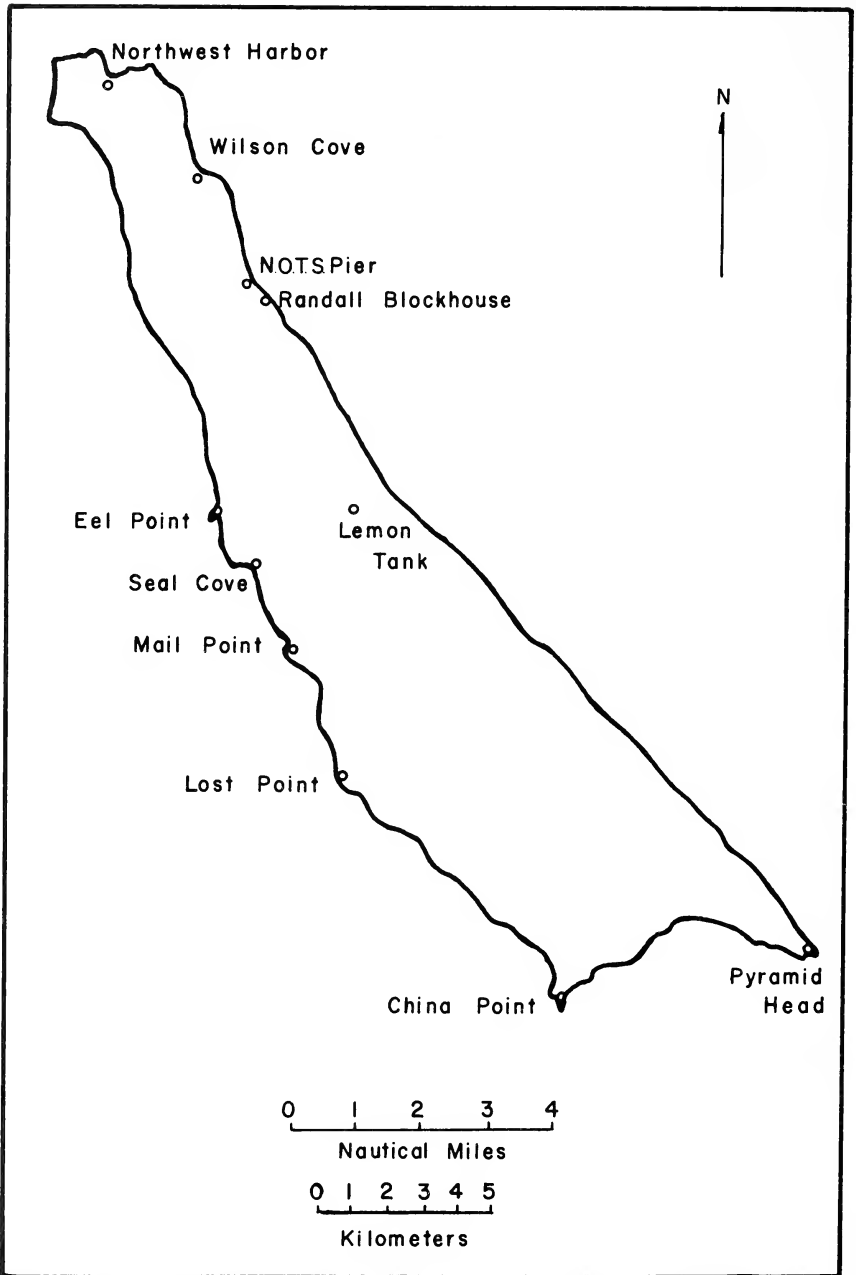 Northwest Harbor
N
Wilson Cove
N.O.T.S. Pier
Randall Blockhouse
Eel Point
Lemon
Tank
Seal Cove
Mail Point
Lost Point
Pyramid
Head
China Point
0 1 2 3 4
Nautical Miles
0 1 2 3 4 5
Kilometers